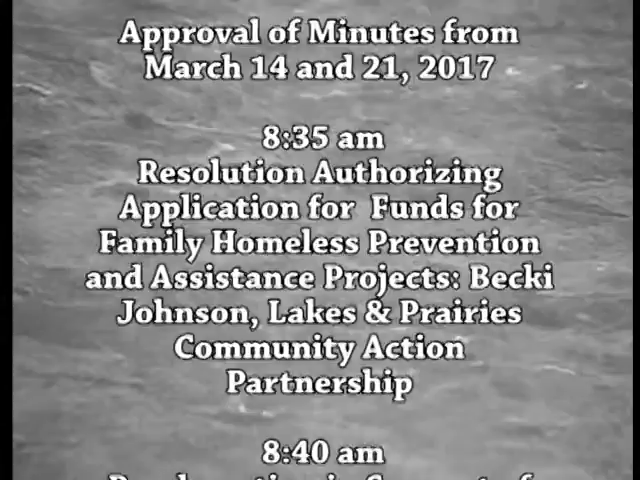 Approval of Minutes from
March 14 and 21, 2017
8:35 am
Resolution Authorizing
Application for Funds for
Family Homeless Prevention
and Assistance Projects: Becki
Johnson, Lakes & Prairies
Community Action
Partnership
8:40 am